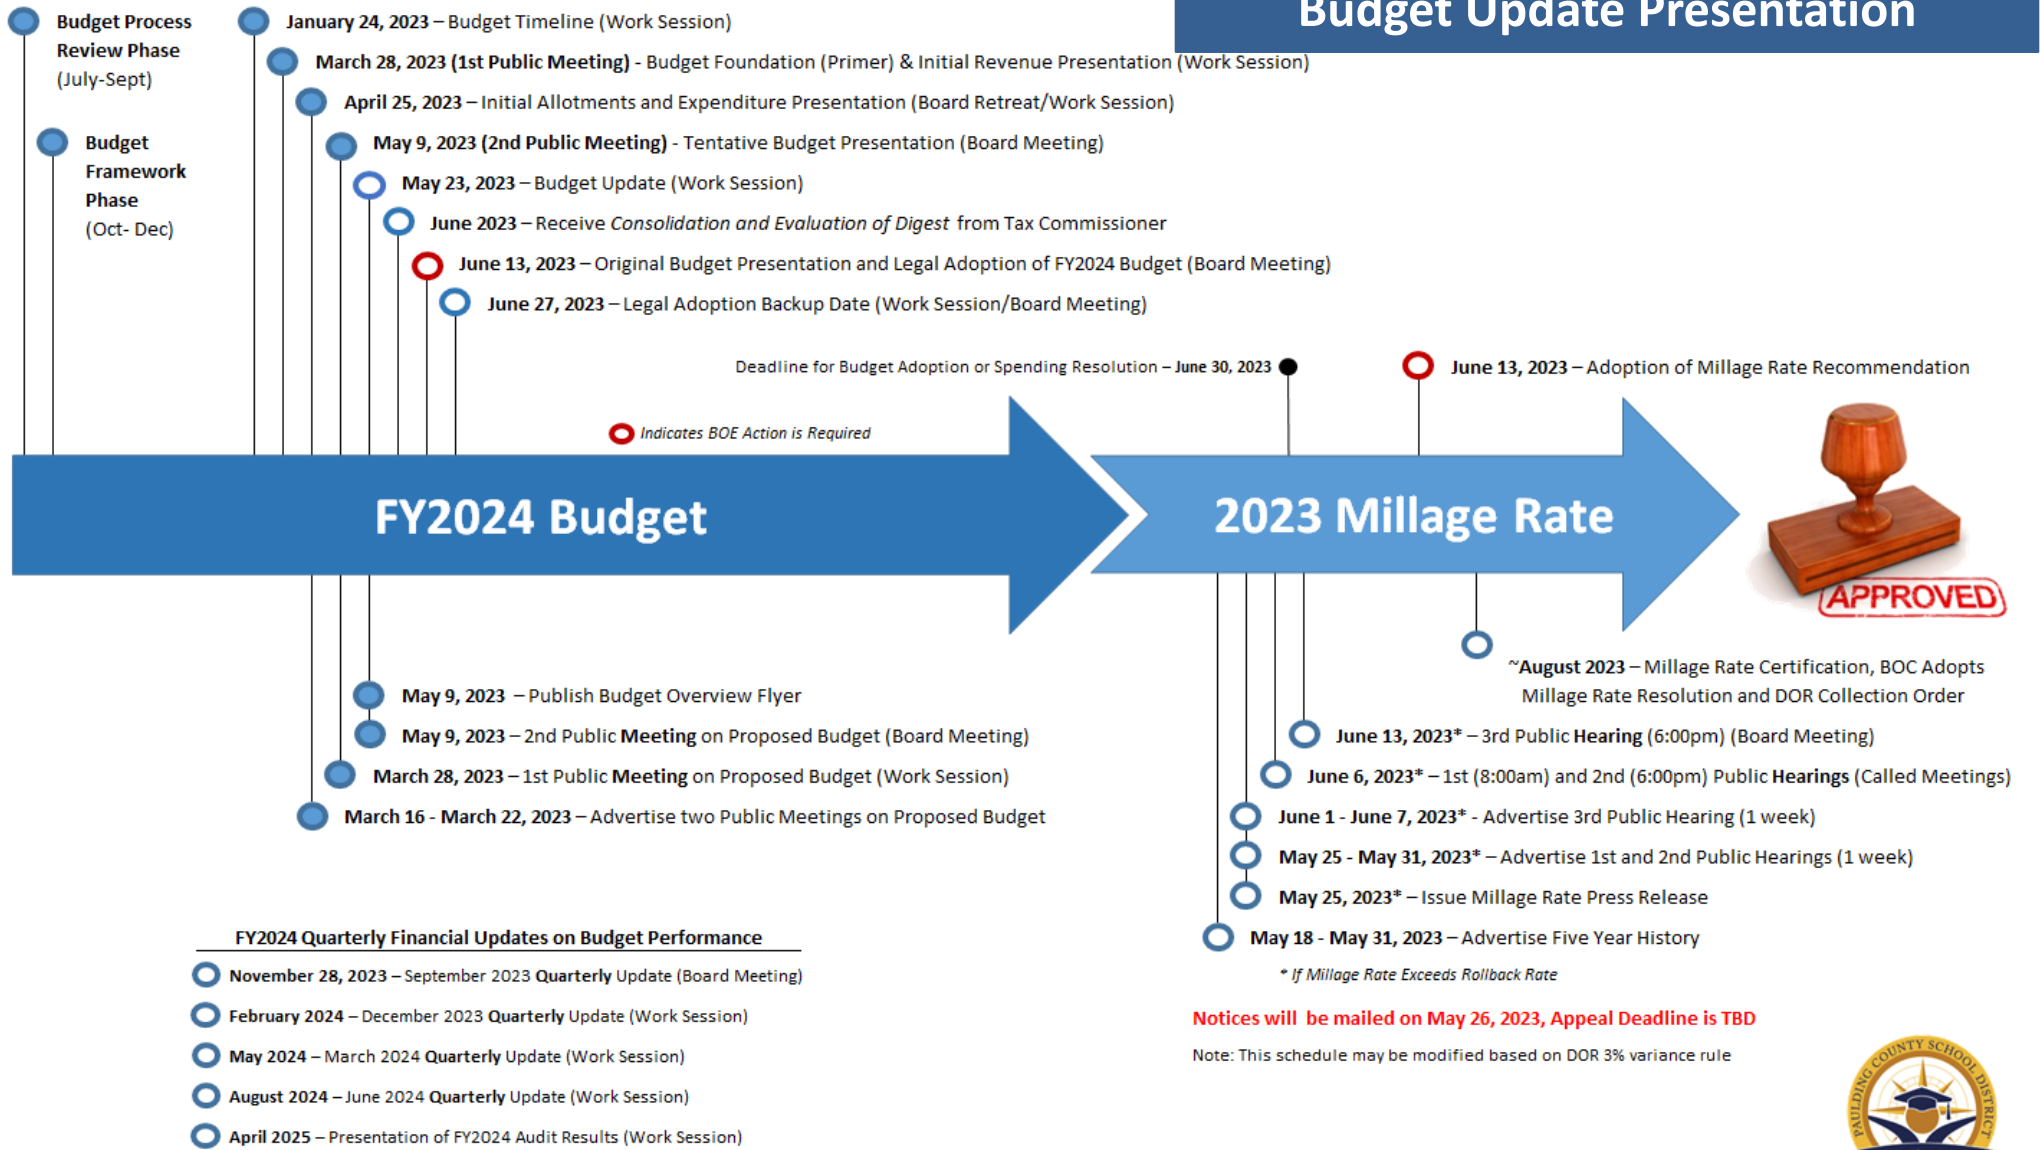 Budget Update Presentation
Budget Process
Review Phase
(July-Sept)
Budget
Framework
Phase
(Oct- Dec)
January 24, 2023 – Budget Timeline (Work Session)
March 28, 2023 (1st Public Meeting) - Budget Foundation (Primer) & Initial Revenue Presentation (Work Session)
April 25, 2023 – Initial Allotments and Expenditure Presentation (Board Retreat/Work Session)
May 9, 2023 (2nd Public Meeting) - Tentative Budget Presentation (Board Meeting)
May 23, 2023 – Budget Update (Work Session)
June 2023 – Receive Consolidation and Evaluation of Digest from Tax Commissioner
June 13, 2023 – Original Budget Presentation and Legal Adoption of FY2024 Budget (Board Meeting)
June 27, 2023 – Legal Adoption Backup Date (Work Session/Board Meeting)
Deadline for Budget Adoption or Spending Resolution – June 30, 2023
June 13, 2023 – Adoption of Millage Rate Recommendation
Indicates BOE Action is Required
FY2024 Budget
2023 Millage Rate
APPROVED
May 9, 2023 – Publish Budget Overview Flyer
May 9, 2023 – 2nd Public Meeting on Proposed Budget (Board Meeting)
March 28, 2023 – 1st Public Meeting on Proposed Budget (Work Session)
March 16 - March 22, 2023 – Advertise two Public Meetings on Proposed Budget
~August 2023 – Millage Rate Certification, BOC Adopts
Millage Rate Resolution and DOR Collection Order
June 13, 2023* – 3rd Public Hearing (6:00pm) (Board Meeting)
June 6, 2023* – 1st (8:00am) and 2nd (6:00pm) Public Hearings (Called Meetings)
June 1 - June 7, 2023* - Advertise 3rd Public Hearing (1 week)
May 25 - May 31, 2023* – Advertise 1st and 2nd Public Hearings (1 week)
May 25, 2023* – Issue Millage Rate Press Release
May 18 - May 31, 2023 – Advertise Five Year History
* If Millage Rate Exceeds Rollback Rate
Notices will be mailed on May 26, 2023, Appeal Deadline is TBD
Note: This schedule may be modified based on DOR 3% variance rule
FY2024 Quarterly Financial Updates on Budget Performance
November 28, 2023 – September 2023 Quarterly Update (Board Meeting)
February 2024 – December 2023 Quarterly Update (Work Session)
May 2024 – March 2024 Quarterly Update (Work Session)
August 2024 – June 2024 Quarterly Update (Work Session)
April 2025 – Presentation of FY2024 Audit Results (Work Session)
PAULDING COUNTY SCHOOL DISTRICT